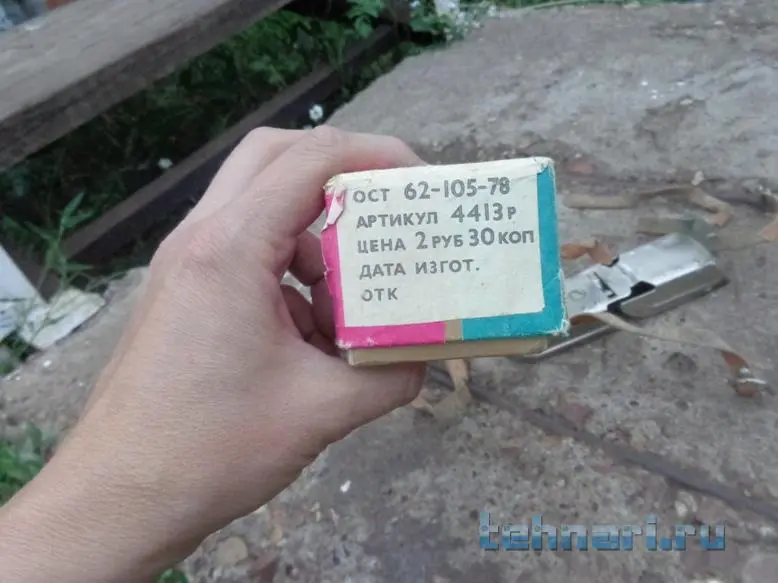 ОСТ 62-105-78
АРТИКУЛ 4413Р
ЦЕНА 2 РУБ 30 КОП
ДАТА ИЗГОТ.
ОТК
tehnari.ru